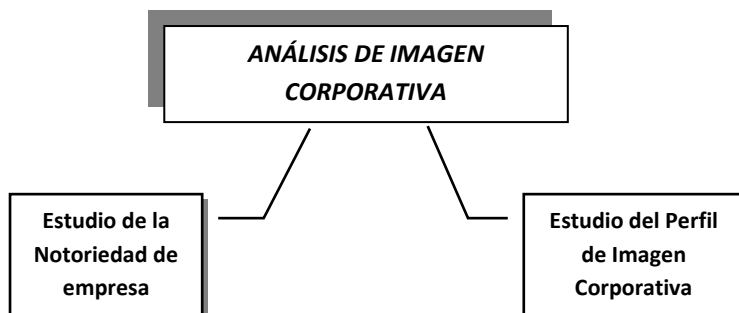 ANÁLISIS DE IMAGEN
CORPORATIVA
Estudio de la
Notoriedad de
empresa
Estudio del Perfil
de Imagen
Corporativa